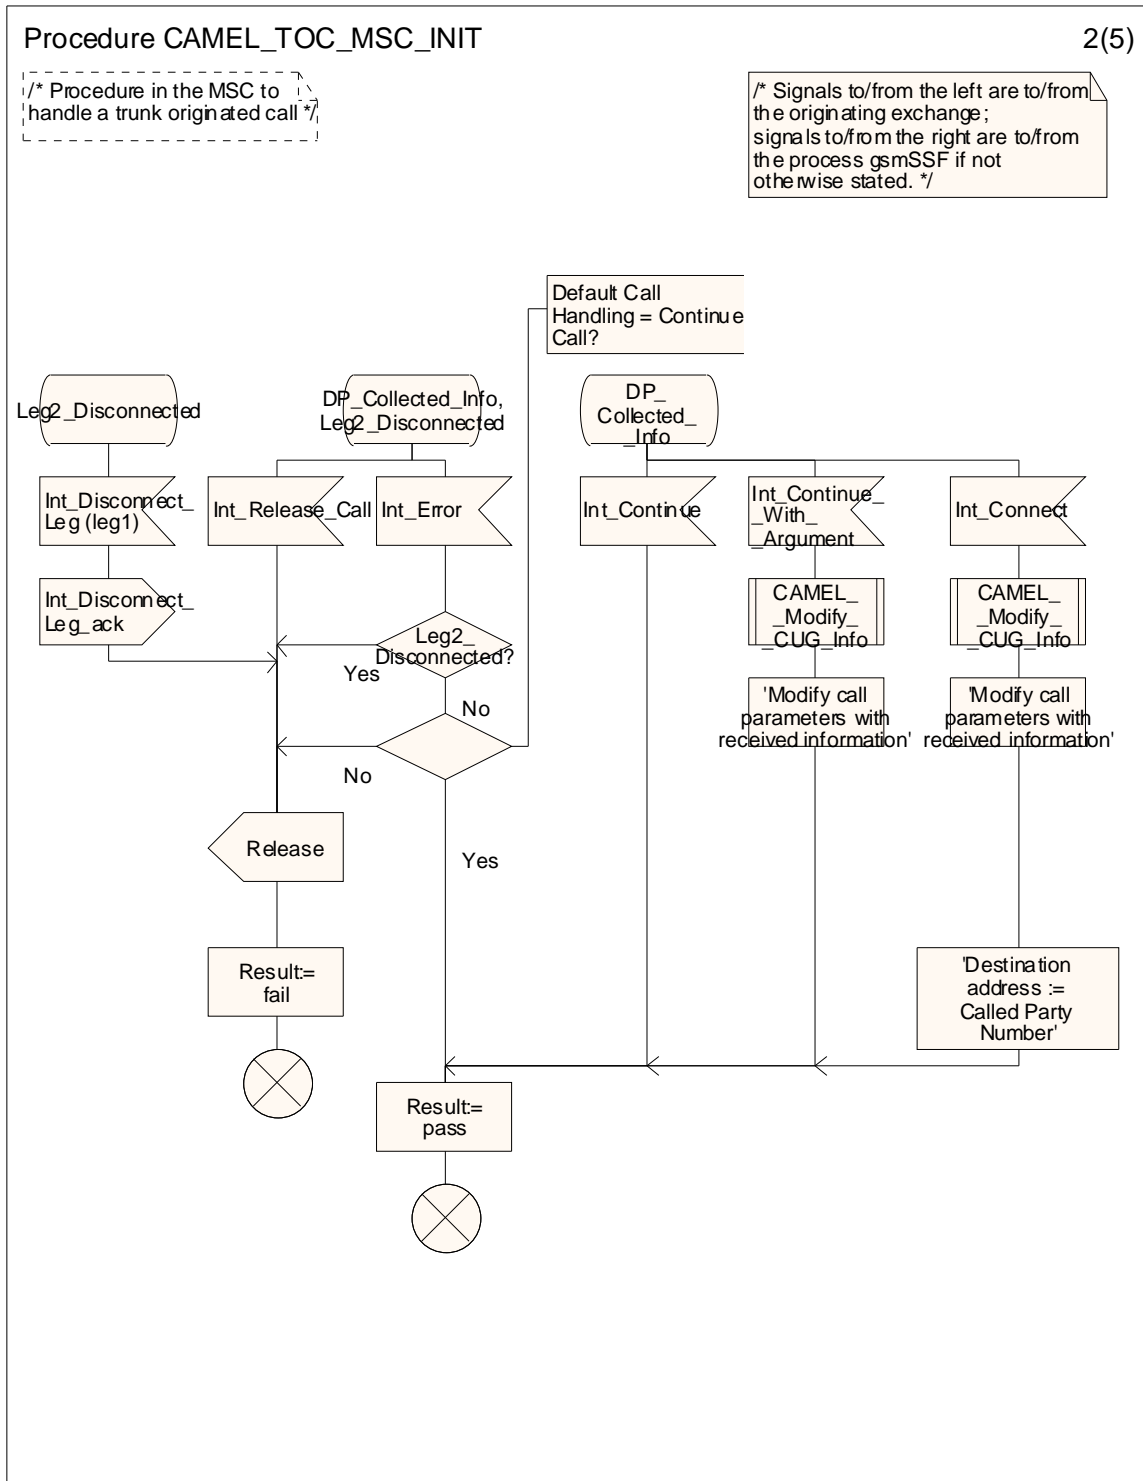 Procedure CAMEL_TOC_MSC_INIT
2(5)
/* Procedure in the MSC to
handle a trunk originated call */
/* Signals to/from the left are to/from
the originating exchange;
signals to/from the right are to/from
the process gsmSSF if not
otherwise stated. */
Default Call
Handling = Continue
Call?
Leg2_Disconnected
DP_Collected_Info,
Leg2_Disconnected
DP_
Collected_
_Info
Int_Disconnect_
Leg (leg1)
Int_Release_Call
Int_Error
Int_Continue
Int_Continue_
_With_
_Argument
Int_Connect
Int_Disconnect_
Leg_ack
Leg2_
Disconnected?
CAMEL_
_Modify_
_CUG_Info
CAMEL_
_Modify_
_CUG_Info
Yes
No
'Modify call
parameters with
received information'
'Modify call
parameters with
received information'
No
Release
Yes
Result:=
fail
'Destination
address :=
Called Party
Number'
Result:=
pass